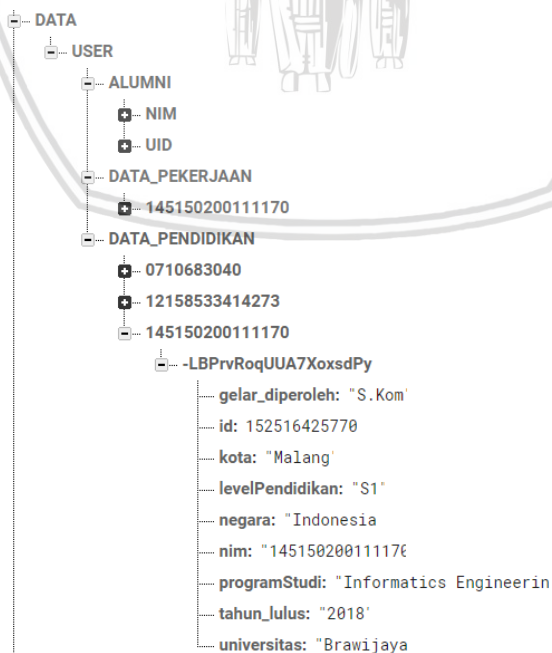 DATA
USER
ALUMNI
NIM
UID
DATA_PEKERJAAN
145150200111170
DATA_PENDIDIKAN
0710683040
12158533414273
145150200111170
-LBPrvRoqUUA7XoxsdPy
gelar_diperoleh: "S.Kom"
id: 152516425770
kota: "Malang"
levelPendidikan: "S1"
negara: "Indonesia
nim: "145150200111170
programStudi: "Informatics Engineerin
tahun_lulus: "2018"
universitas: "Brawijaya